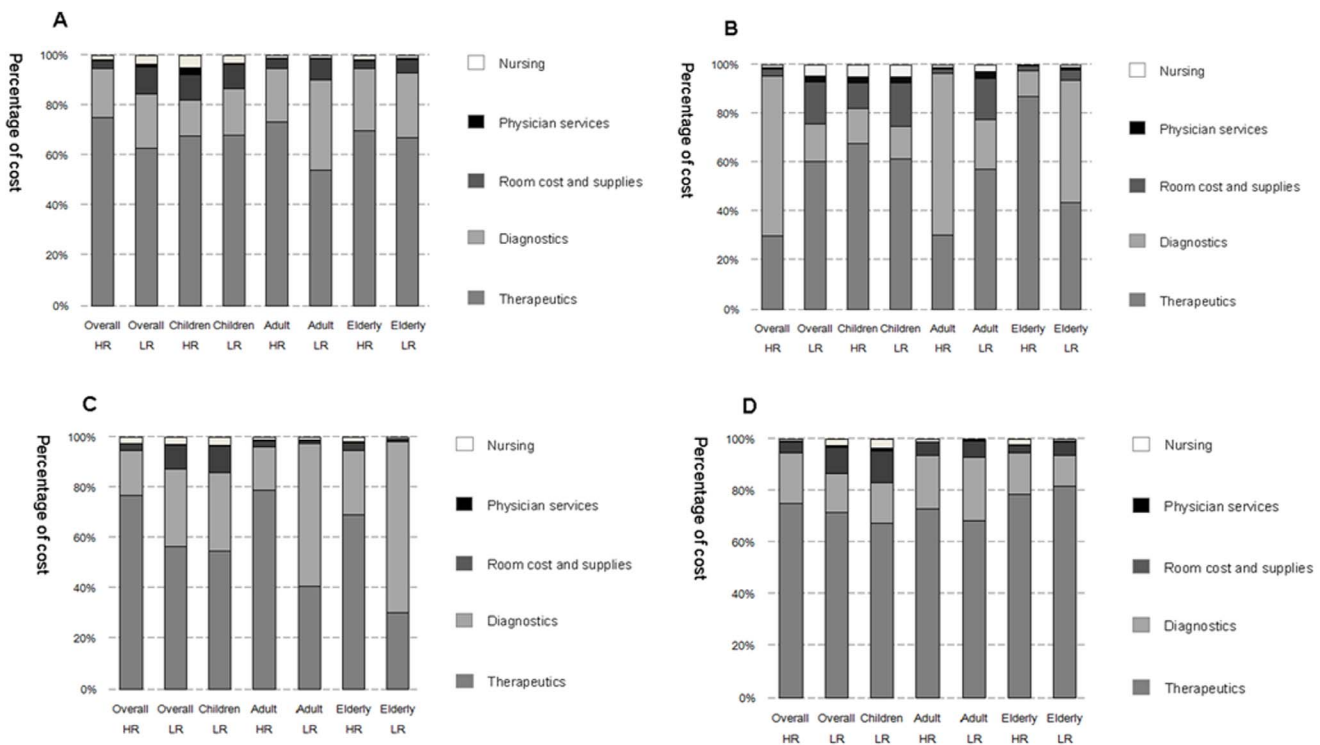 A
Percentage of cost
100%
80%
60%
40%
20%
0%
Overall Overall Children Children Adult Adult Elderly Elderly
HR LR HR LR HR LR HR LR
Nursing
Physician services
Room cost and supplies
Diagnostics
Therapeutics
B
Percentage of cost
100%
80%
60%
40%
20%
0%
Overall Overall Children Children Adult Adult Elderly Elderly
HR LR HR LR HR LR HR LR
Nursing
Physician services
Room cost and supplies
Diagnostics
Therapeutics
C
Percentage of cost
100%
80%
60%
40%
20%
0%
Overall Overall Children Adult Adult Elderly Elderly
HR LR LR HR LR HR LR
Nursing
Physician services
Room cost and supplies
Diagnostics
Therapeutics
D
Percentage of cost
100%
80%
60%
40%
20%
0%
Overall Overall Children Adult Adult Elderly Elderly
HR LR LR HR LR HR LR
Nursing
Physician services
Room cost and supplies
Diagnostics
Therapeutics